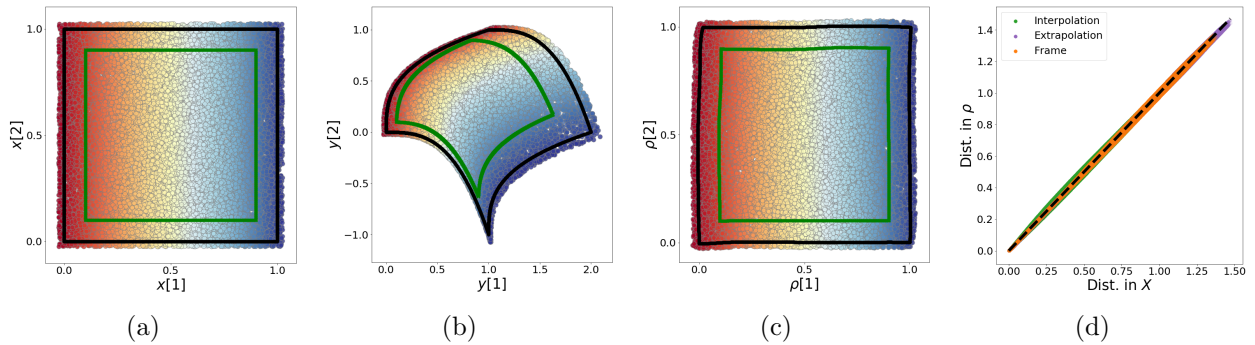 1.0
0.5
0.0
x[2]
0.0 0.5 1.0
x[1]
(a)
1.0
0.5
0.0
−0.5
−1.0
y[2]
0.0 0.5 1.0 1.5 2.0
y[1]
(b)
1.0
0.5
0.0
ρ[2]
0.0 0.5 1.0
ρ[1]
(c)
Interpolation
Extrapolation
Frame
1.4
1.2
1.0
0.8
0.6
0.4
0.2
0.0
Dist. in ρ
0.00 0.25 0.50 0.75 1.00 1.25 1.50
Dist. in X
(d)